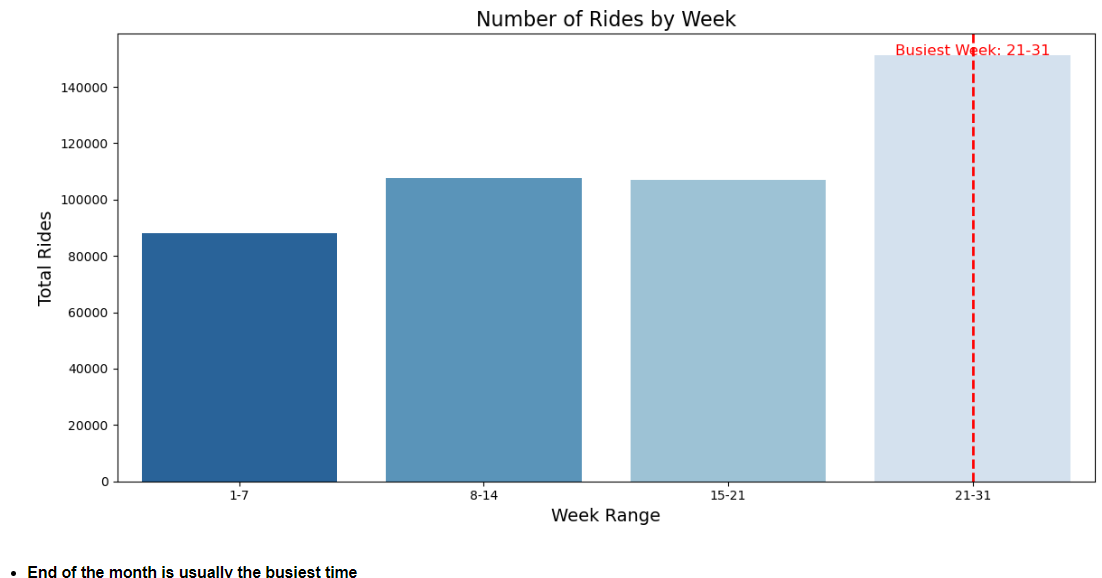 Number of Rides by Week
Busiest Week: 21-31
140000
120000
100000
80000
60000
40000
20000
0
Total Rides
1-7 8-14 15-21 21-31
Week Range
• End of the month is usually the busiest time